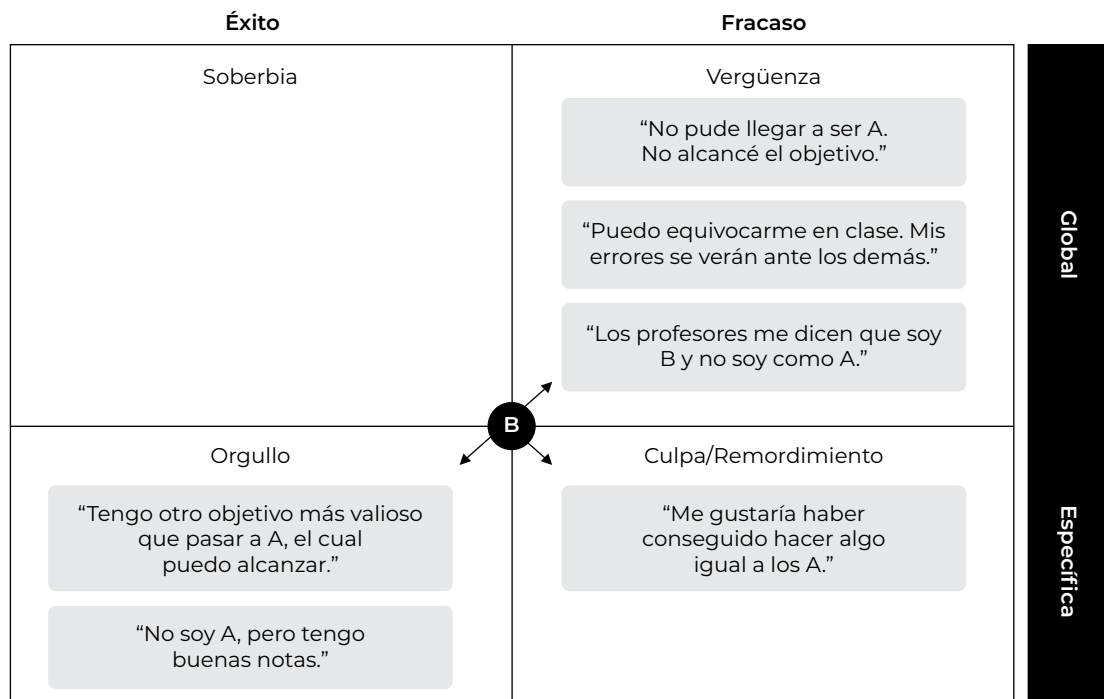 Éxito
Fracaso
Soberbia
Vergüenza
“No pude llegar a ser A.
No alcancé el objetivo.”
“Puedo equivocarme en clase. Mis
errores se verán ante los demás.”
“Los profesores me dicen que soy
B y no soy como A.”
Global
B
Orgullo
“Tengo otro objetivo más valioso
que pasar a A, el cual
puedo alcanzar.”
“No soy A, pero tengo
buenas notas.”
Culpa/Remordimiento
“Me gustaría haber
conseguido hacer algo
igual a los A.”
Específica